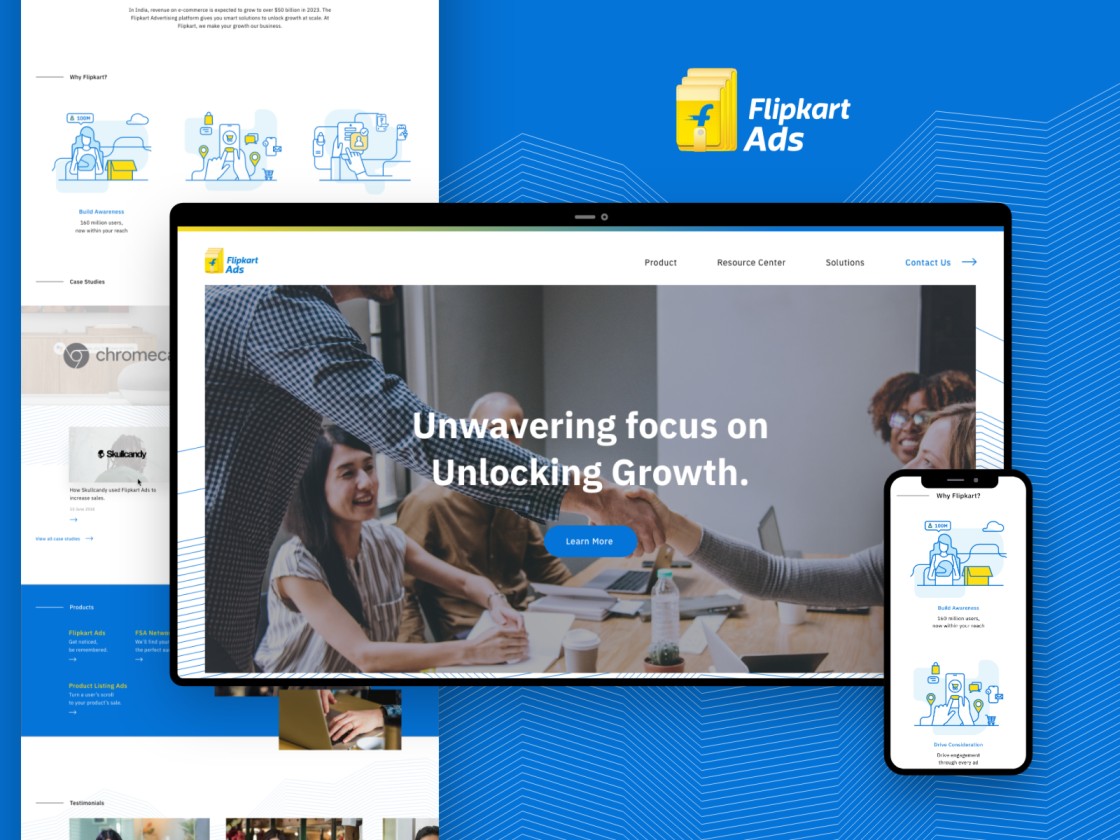 In India, revenue on e-commerce is expected to grow to over $50 billion in 2023. The
Flipkart Advertising platform gives you smart solutions to unlock growth at scale. At
Flipkart, we make your growth our business.
Why Flipkart?
100M
Build Awareness
160 million users,
now within your reach
Case Studies
chromeca
Skullcandy
How Skullcandy used Flipkart Ads to
increase sales.
View all case studies
Products
Flipkart Ads
Get noticed,
be remembered.
FSA Networ
We'll find your
the perfect au
Product Listing Ads
Turn a user's scroll
to your product's sale.
Testimonials
Flipkart
Ads
Flipkart
Ads
Product
Resource Center
Solutions
Contact Us
Unwavering focus on
Unlocking Growth.
Learn More
Why Flipkart?
100M
Build Awareness
160 million users,
now within your reach
Drive Consideration
Drive engagement
through every ad